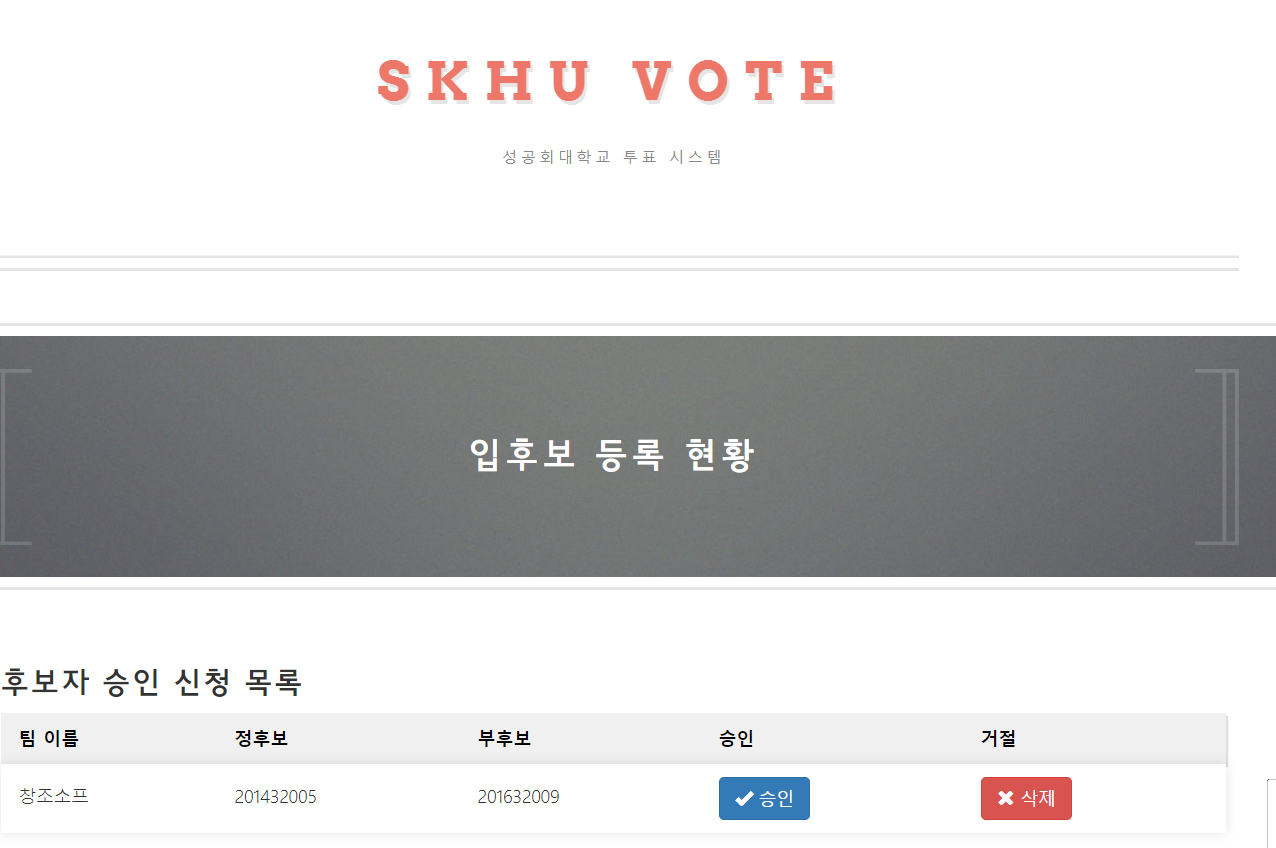 SKHU VOTE
성공회대학교 투표 시스템
입후보 등록 현황
후보자 승인 신청 목록
팀 이름 정후보 부후보 승인 거절
창조소프 201432005 201632009 승인 삭제